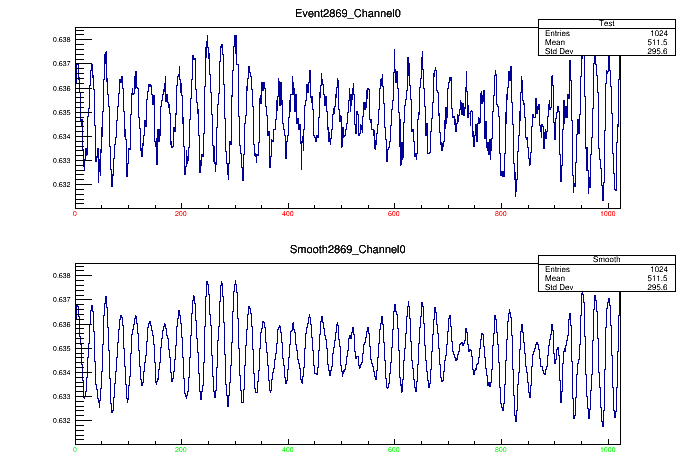 Event2869_Channel0
Test
Entries 1024
Mean 511.5
Std Dev 295.6
0.638
0.637
0.636
0.635
0.634
0.633
0.632
0 200 400 600 800 1000
Smooth2869_Channel0
Smooth
Entries 1024
Mean 511.5
Std Dev 295.6
0.638
0.637
0.636
0.635
0.634
0.633
0.632
0 200 400 600 800 1000